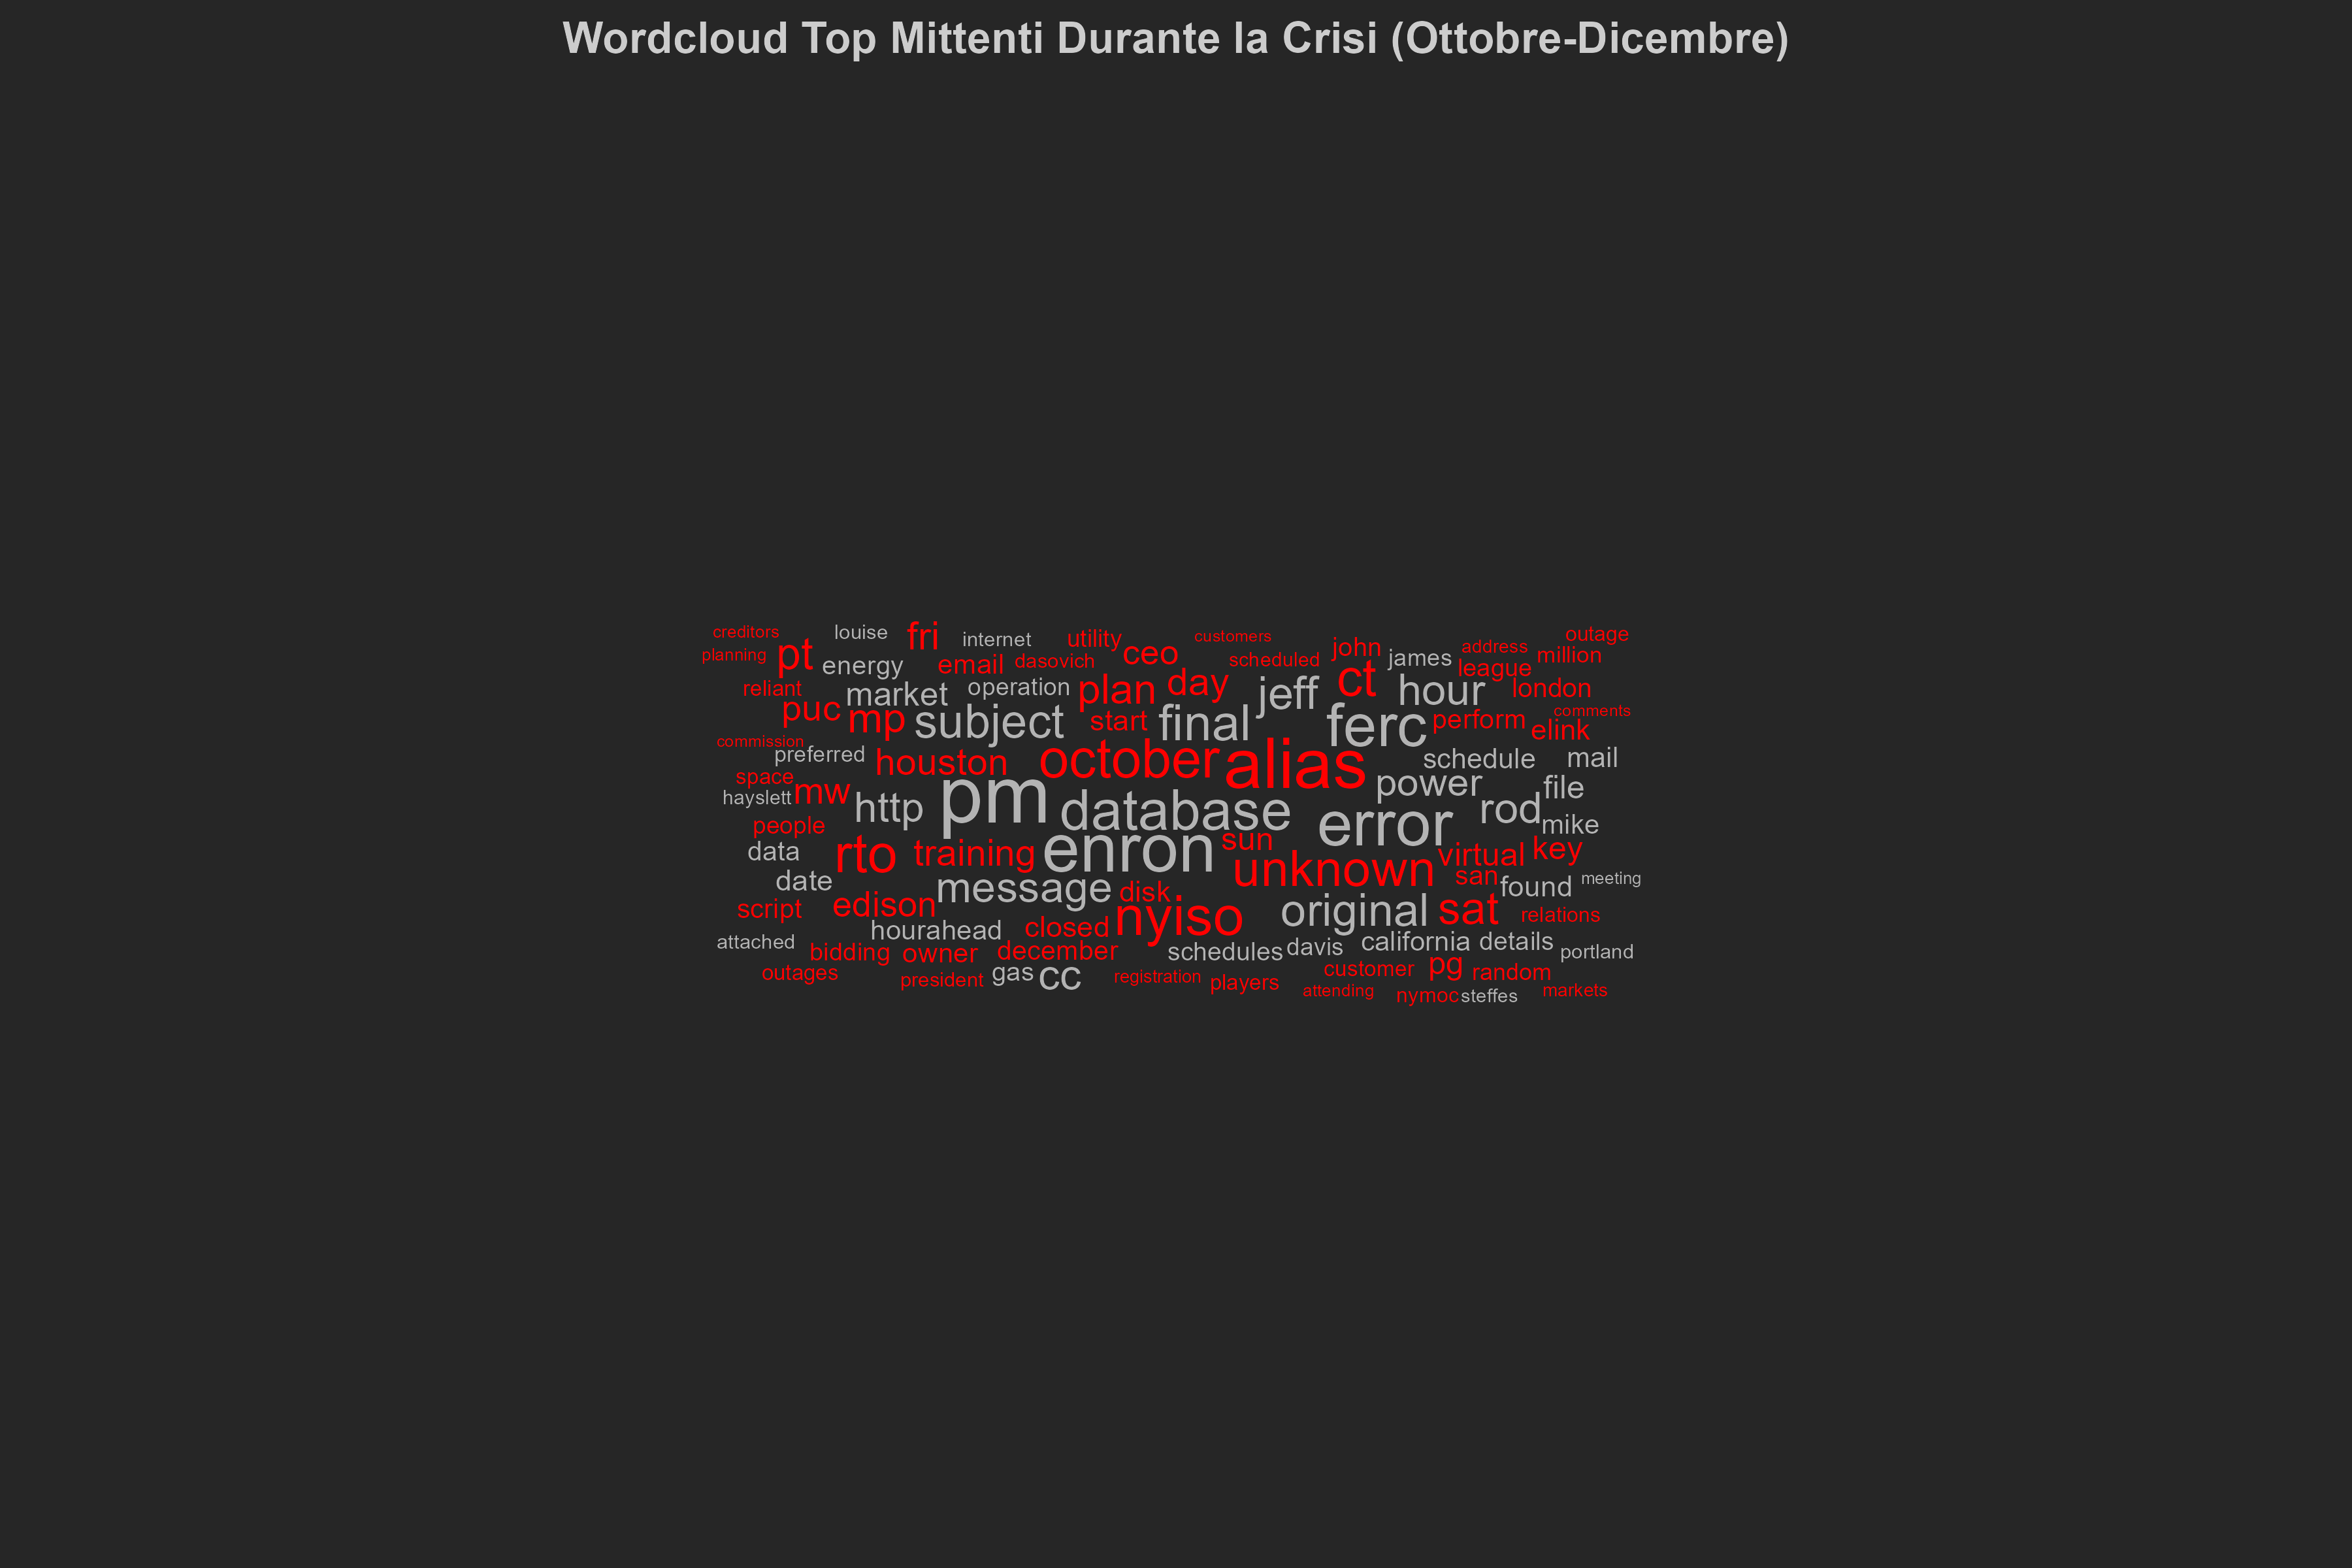 Wordcloud Top Mittenti Durante la Crisi (Ottobre-Dicembre)
creditors louise fri internet utility customers outage
planning pt energy email dasovich ceo scheduled john james address million
reliant market operation plan day jeff ct hour league london
puc mp subject start final ferc perform comments elink
commission preferred houston october alias schedule mail
space hayslett mw http pm database power file
people error rod mike
data rto training enron sun unknown virtual key
date message disk san found meeting
script edison nyiso original sat relations
attached hourahead closed california details
bidding owner december schedules davis portland
outages president gas cc registration players customer pg random
attending nymoc steffes markets